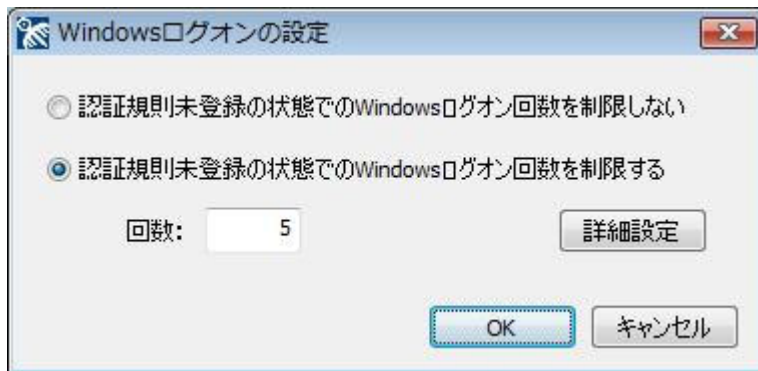 Windowsログオンの設定
認証規則未登録の状態でのWindowsログオン回数を制限しない
認証規則未登録の状態でのWindowsログオン回数を制限する
回数: 5 詳細設定
OK キャンセル